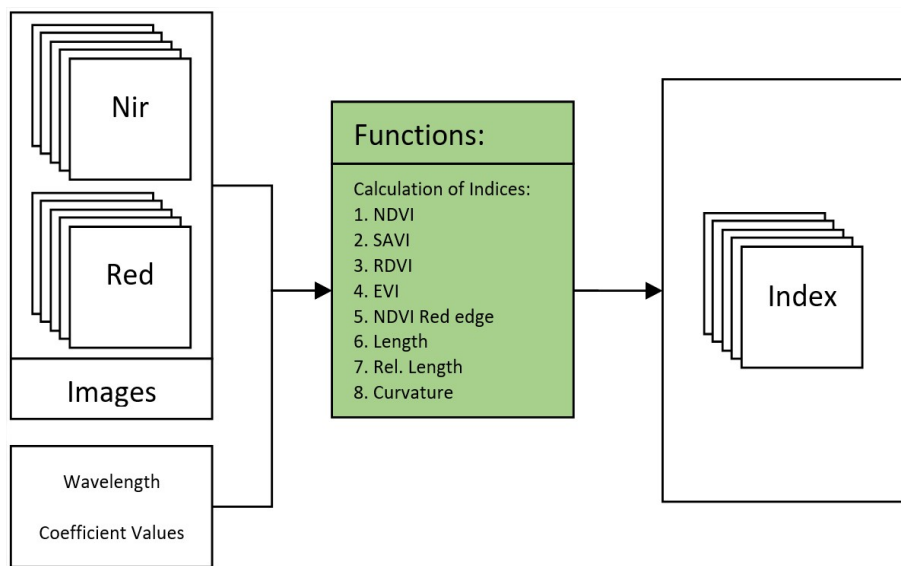 Nir
Red
Images
Wavelength
Coefficient Values
Functions:
Calculation of Indices:
1. NDVI
2. SAVI
3. RDVI
4. EVI
5. NDVI Red edge
6. Length
7. Rel. Length
8. Curvature
Index